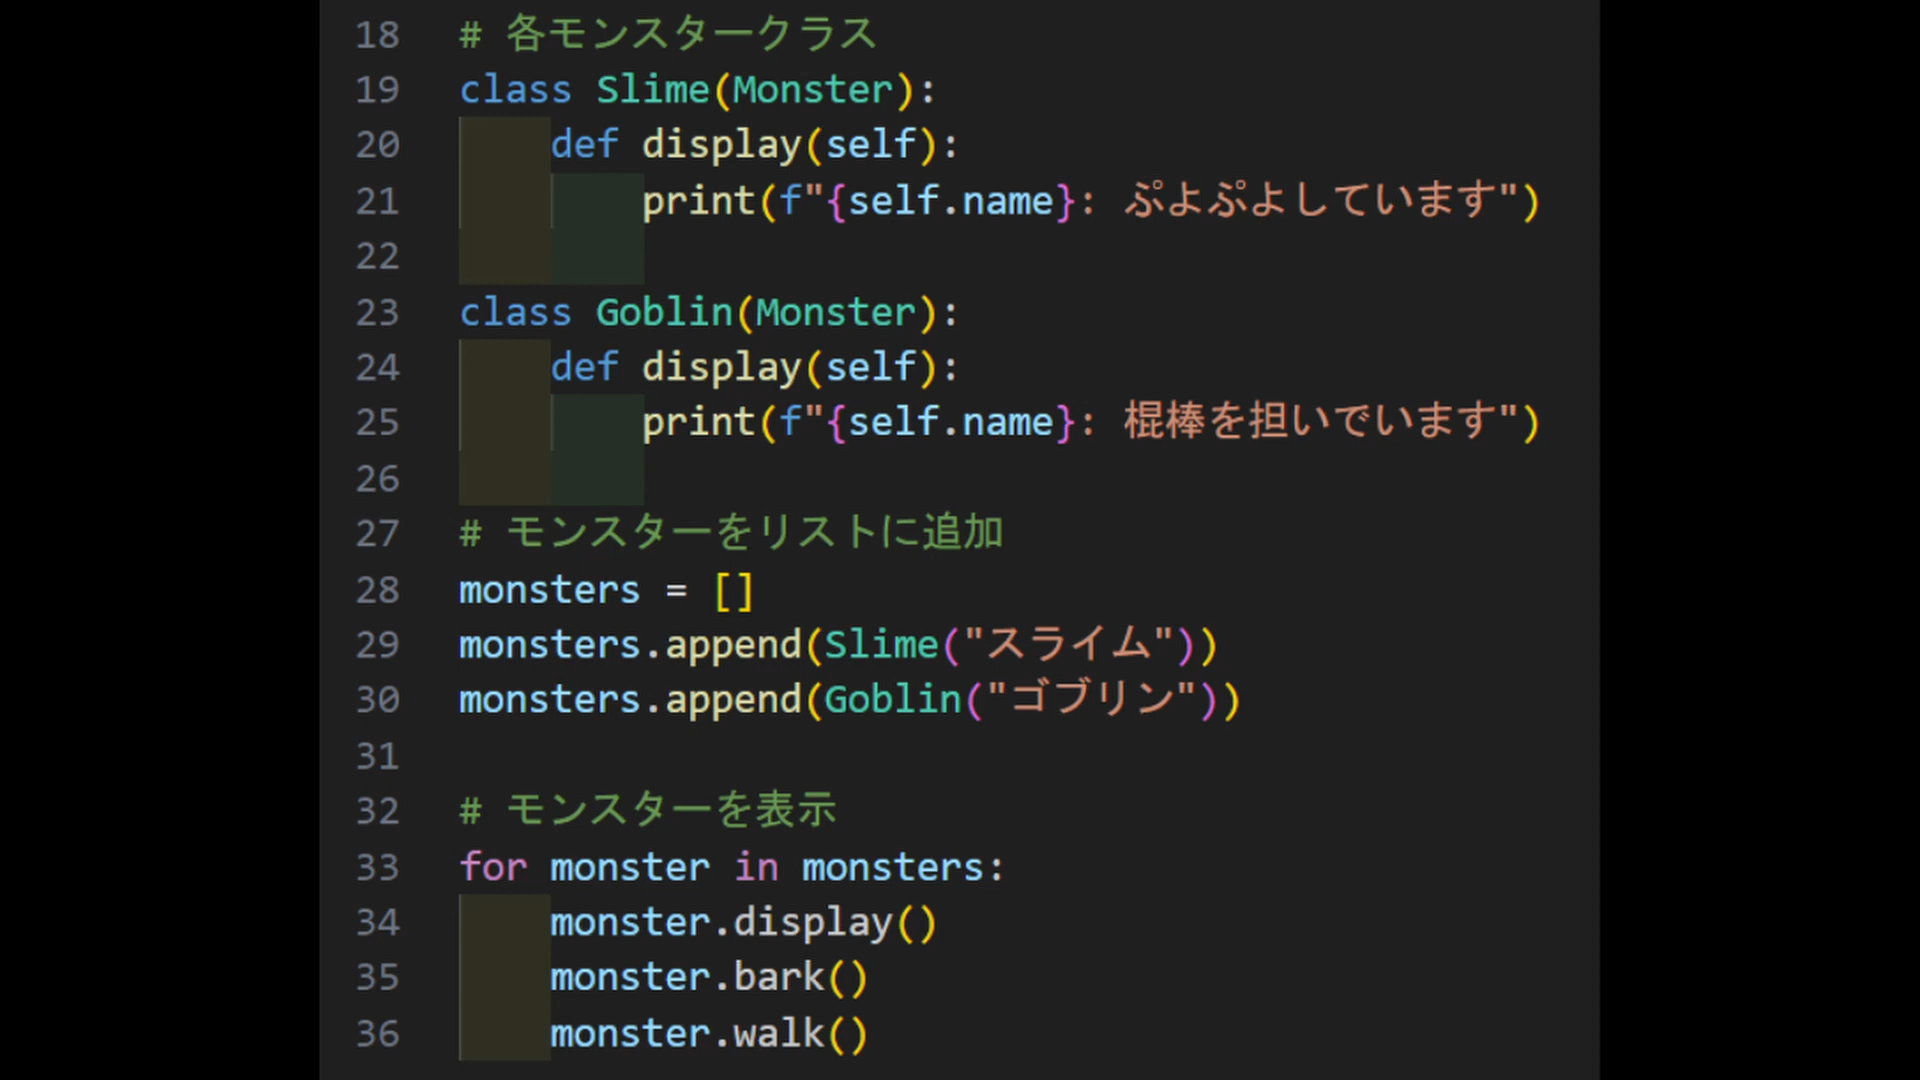 18 # 各モンスタークラス
19 class Slime(Monster):
20     def display(self):
21         print(f"{self.name}: ぷよぷよしています")
22
23 class Goblin(Monster):
24     def display(self):
25         print(f"{self.name}: 棍棒を担いでいます")
26
27 # モンスターをリストに追加
28 monsters = []
29 monsters.append(Slime("スライム"))
30 monsters.append(Goblin("ゴブリン"))
31
32 # モンスターを表示
33 for monster in monsters:
34     monster.display()
35     monster.bark()
36     monster.walk()